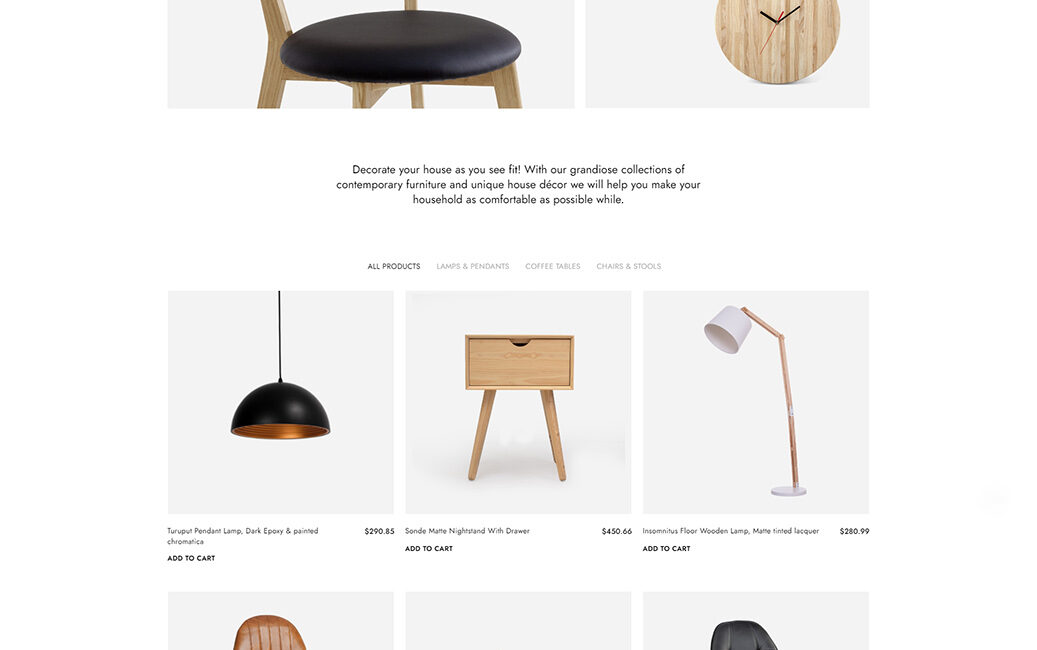 Decorate your house as you see fit! With our grandiose collections of
contemporary furniture and unique house décor we will help you make your
household as comfortable as possible while.
ALL PRODUCTS LAMPS & PENDANTS COFFEE TABLES CHAIRS & STOOLS
Turuput Pendant Lamp, Dark Epoxy & painted
chromatica
$290.85
ADD TO CART
Sonde Matte Nightstand With Drawer $450.66
ADD TO CART
Insomnitus Floor Wooden Lamp, Matte tinted lacquer $280.99
ADD TO CART